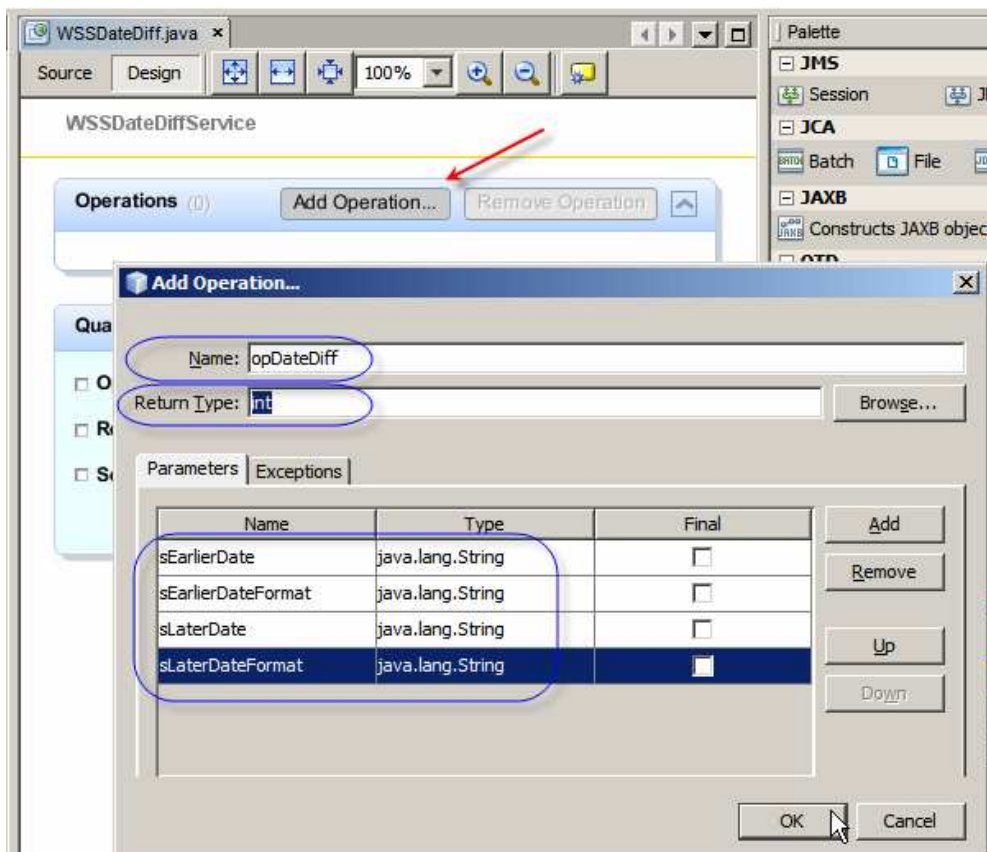 WSSDateDiff.java
Palette
Source Design 100%
JMS
Session
WSSDateDiffService
JCA
Batch File
Operations (0) Add Operation... Remove Operation
JAXB
Constructs JAXB objec
OTD
Add Operation...
Qua
Name: opDateDiff
Return Type: int Browse...
Parameters Exceptions
Name Type Final
sEarlierDate java.lang.String
sEarlierDateFormat java.lang.String
sLaterDate java.lang.String
sLaterDateFormat java.lang.String
Add
Remove
Up
Down
OK Cancel